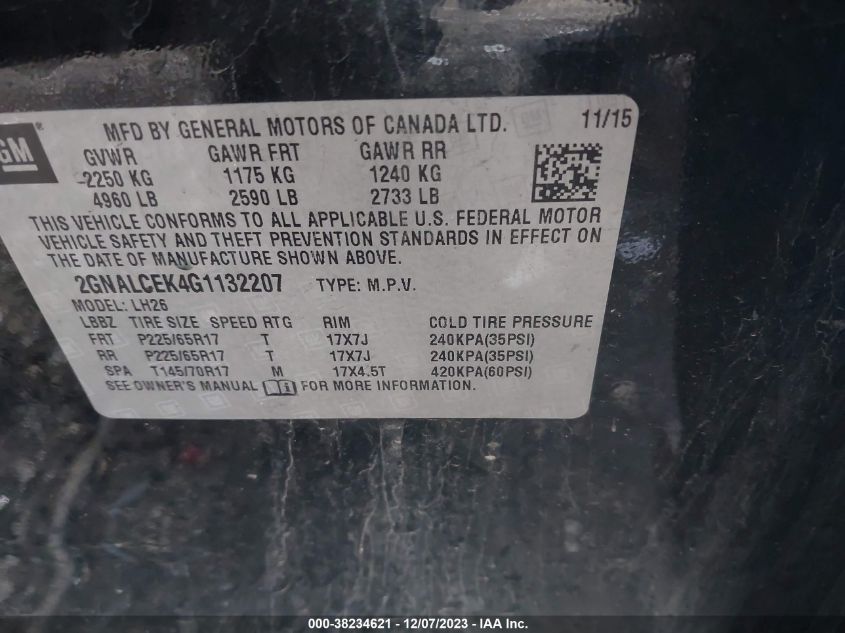 GM
MFD BY GENERAL MOTORS OF CANADA LTD. 11/15
GVWR GAWR FRT GAWR RR
2250 KG 1175 KG 1240 KG
4960 LB 2590 LB 2733 LB
THIS VEHICLE CONFORMS TO ALL APPLICABLE U.S. FEDERAL MOTOR
VEHICLE SAFETY AND THEFT PREVENTION STANDARDS IN EFFECT ON
THE DATE OF MANUFACTURE SHOWN ABOVE.
2GNALCEK4G1132207 TYPE: M.P.V.
MODEL: LH26
LBBZ TIRE SIZE SPEED RTG RIM COLD TIRE PRESSURE
FRT P225/65R17 T 17X7J 240KPA(35PSI)
RR P225/65R17 T 17X7J 240KPA(35PSI)
SPA T145/70R17 M 17X4.5T 420KPA(60PSI)
SEE OWNER'S MANUAL FOR MORE INFORMATION.
000-38234621 - 12/07/2023 - IAA Inc.